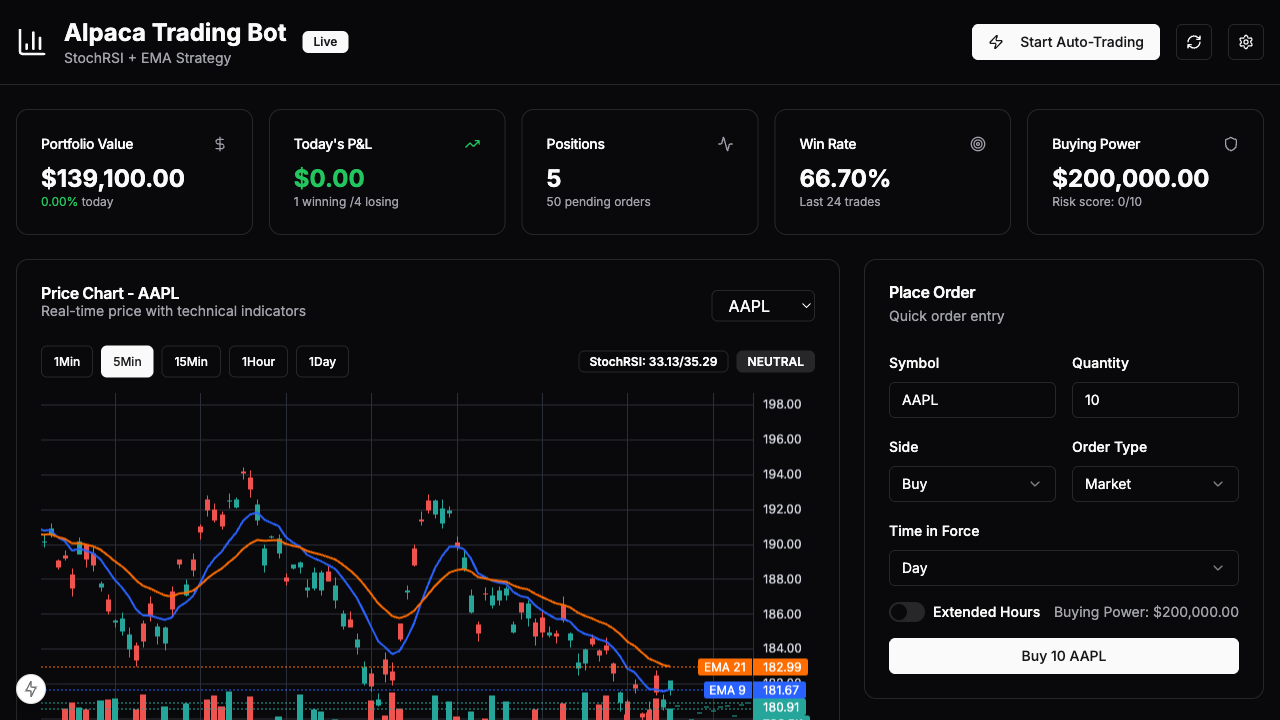 Alpaca Trading Bot
StochRSI + EMA Strategy
Live
Start Auto-Trading
Portfolio Value
$139,100.00
0.00% today
Today's P&L
$0.00
1 winning /4 losing
Positions
5
50 pending orders
Win Rate
66.70%
Last 24 trades
Buying Power
$200,000.00
Risk score: 0/10
Price Chart - AAPL
Real-time price with technical indicators
AAPL
1Min
5Min
15Min
1Hour
1Day
StochRSI: 33.13/35.29
NEUTRAL
198.00
196.00
194.00
192.00
190.00
188.00
186.00
184.00
EMA 21 182.99
EMA 9 181.67
180.91
Place Order
Quick order entry
Symbol
AAPL
Quantity
10
Side
Buy
Order Type
Market
Time in Force
Day
Extended Hours
Buying Power: $200,000.00
Buy 10 AAPL